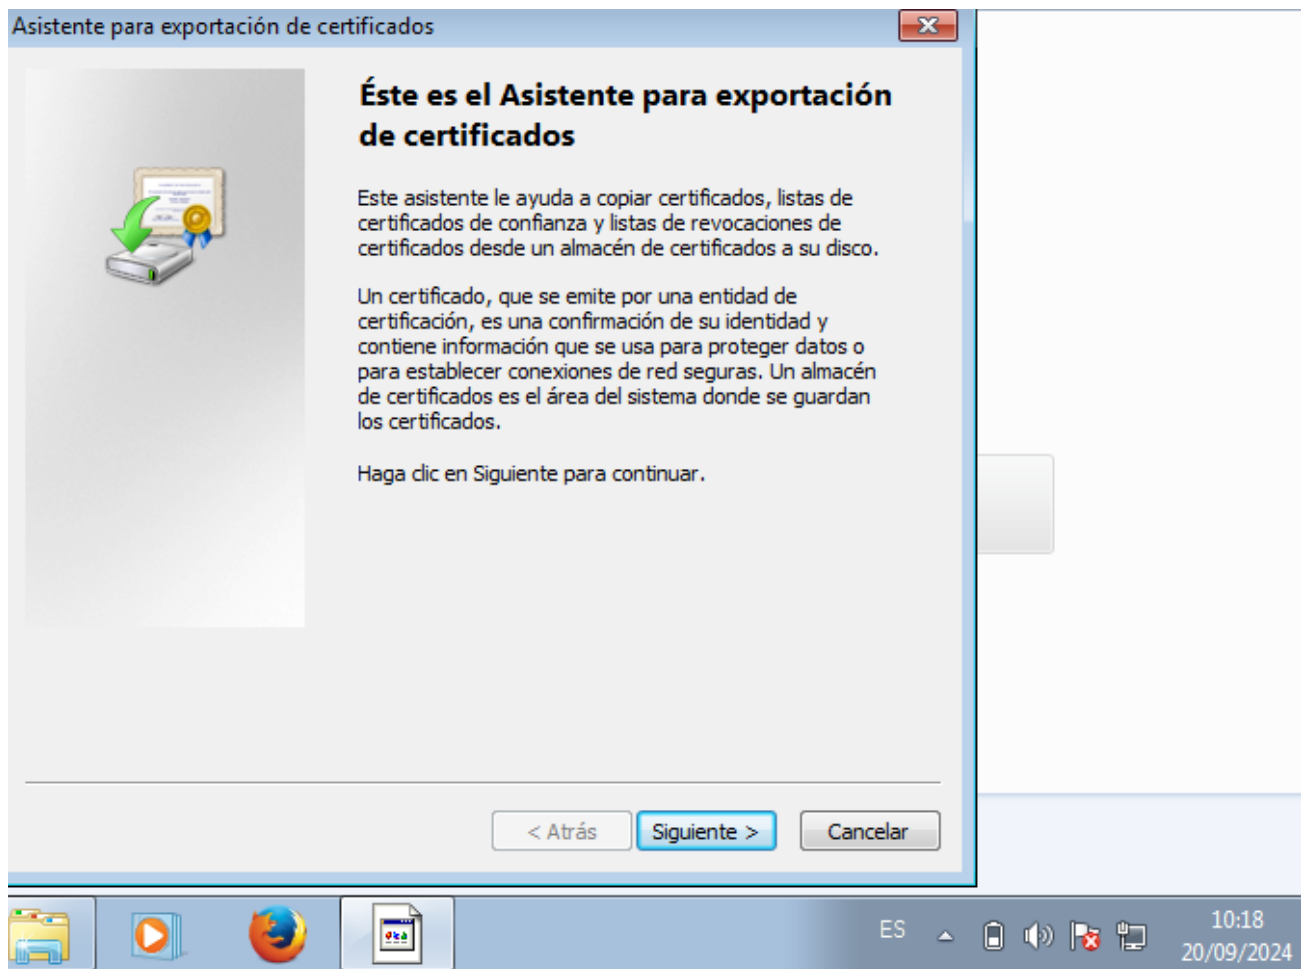 Asistente para exportación de certificados
Éste es el Asistente para exportación
de certificados
Este asistente le ayuda a copiar certificados, listas de
certificados de confianza y listas de revocaciones de
certificados desde un almacén de certificados a su disco.
Un certificado, que se emite por una entidad de
certificación, es una confirmación de su identidad y
contiene información que se usa para proteger datos o
para establecer conexiones de red seguras. Un almacén
de certificados es el área del sistema donde se guardan
los certificados.
Haga clic en Siguiente para continuar.
< Atrás
Siguiente >
Cancelar
ES
10:18
20/09/2024